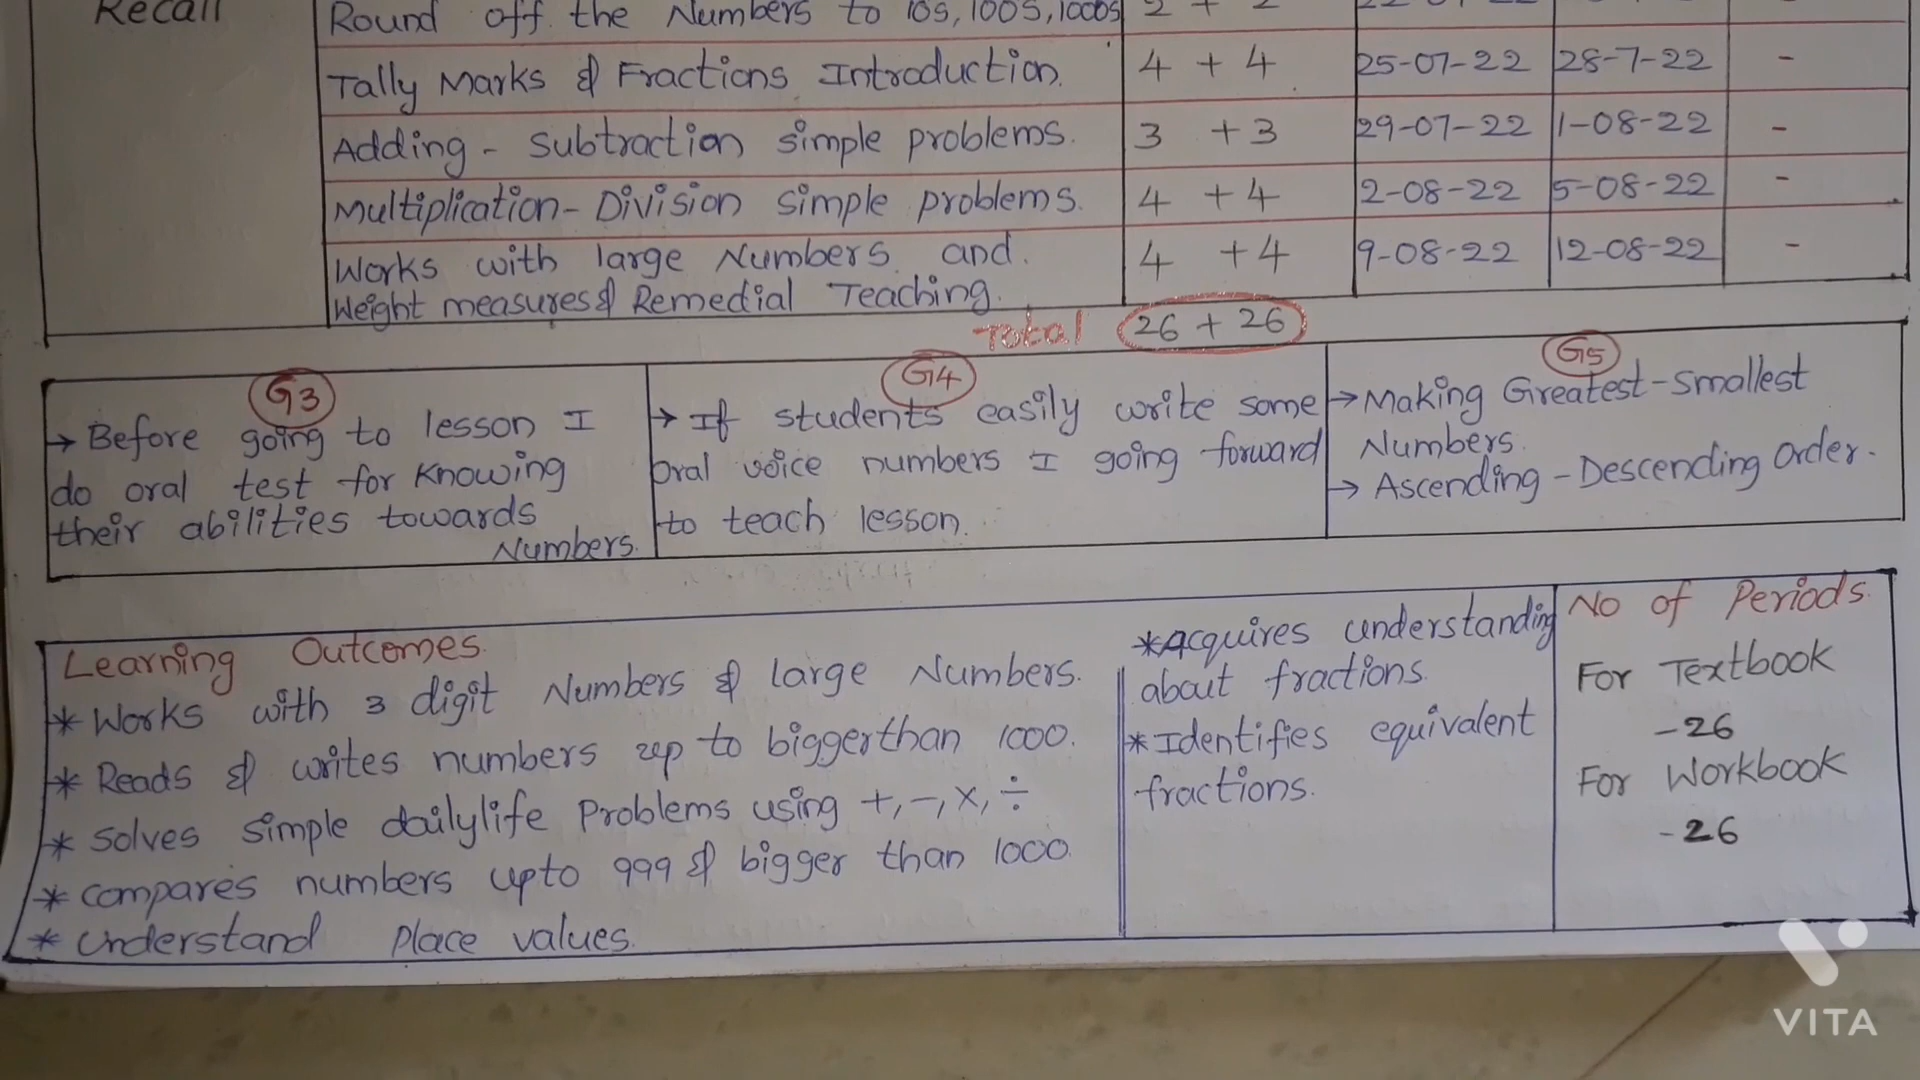 Recall
Round off the Numbers to 10s, 100s, 1000s 2 + 2
Tally Marks & Fractions Introduction. 4 + 4 25-07-22 28-7-22 -
Adding - Subtraction simple problems. 3 + 3 29-07-22 1-08-22 -
Multiplication - Division simple problems. 4 + 4 2-08-22 5-08-22 -
Works with large Numbers and. 4 + 4 9-08-22 12-08-22 -
Weight measures & Remedial Teaching.
Total 26 + 26
G3
→ Before going to lesson I
do oral test for knowing
their abilities towards
Numbers.
G4
→ If students easily write some
oral voice numbers I going forward
to teach lesson.
G5
→ Making Greatest - Smallest
Numbers.
→ Ascending - Descending Order.
Learning Outcomes.
* Works with 3 digit Numbers & large Numbers.
* Reads & writes numbers up to biggerthan 1000.
* Solves simple dailylife Problems using +, -, ×, ÷
* compares numbers upto 999 & bigger than 1000.
* Understand Place values.
* Acquires understanding
about fractions.
* Identifies equivalent
fractions.
No of Periods.
For Textbook
- 26
For Workbook
- 26
VITA